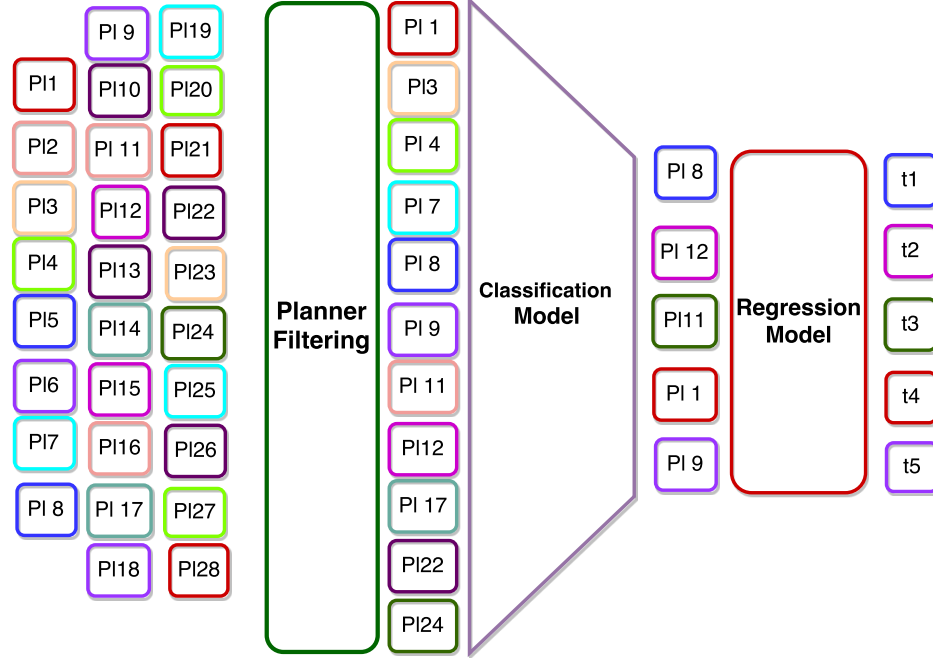 Pl1
Pl2
Pl3
Pl4
Pl5
Pl6
Pl7
Pl 8
Pl 9
Pl10
Pl 11
Pl12
Pl13
Pl14
Pl15
Pl16
Pl 17
Pl18
Pl19
Pl20
Pl21
Pl22
Pl23
Pl24
Pl25
Pl26
Pl27
Pl28
Planner
Filtering
Pl 1
Pl3
Pl 4
Pl 7
Pl 8
Pl 9
Pl 11
Pl12
Pl 17
Pl22
Pl24
Classification
Model
Pl 8
Pl 12
Pl11
Pl 1
Pl 9
Regression
Model
t1
t2
t3
t4
t5